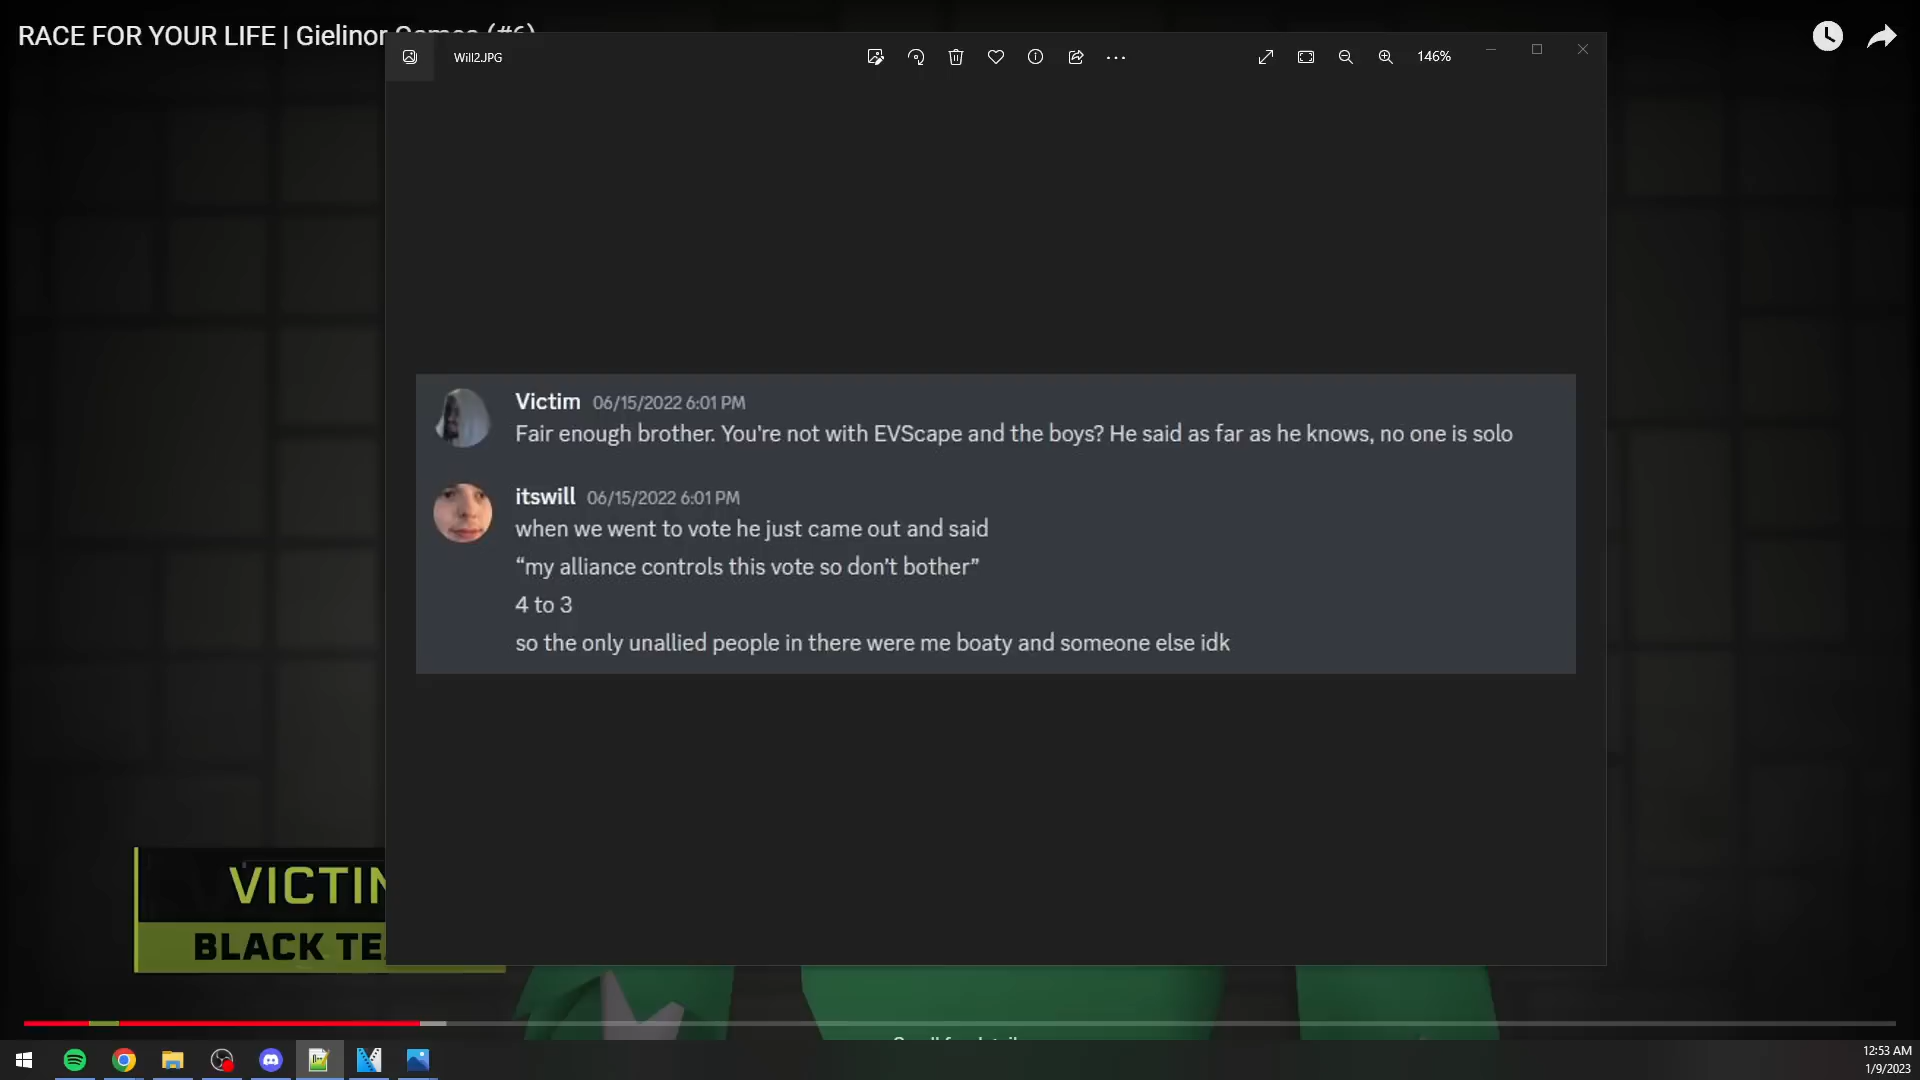 RACE FOR YOUR LIFE | Gielinor Games (#6)
Will2.JPG
146%
Victim 06/15/2022 6:01 PM
Fair enough brother. You're not with EVScape and the boys? He said as far as he knows, no one is solo
itswill 06/15/2022 6:01 PM
when we went to vote he just came out and said
“my alliance controls this vote so don't bother”
4 to 3
so the only unallied people in there were me boaty and someone else idk
VICTIM
BLACK TE
12:53 AM
1/9/2023